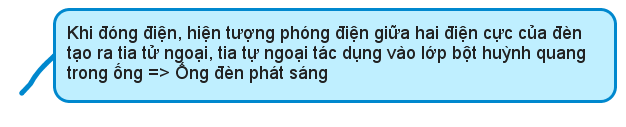 Khi đóng điện, hiện tượng phóng điện giữa hai điện cực của đèn
tạo ra tia tử ngoại, tia tự ngoại tác dụng vào lớp bột huỳnh quang
trong ống => Ống đèn phát sáng